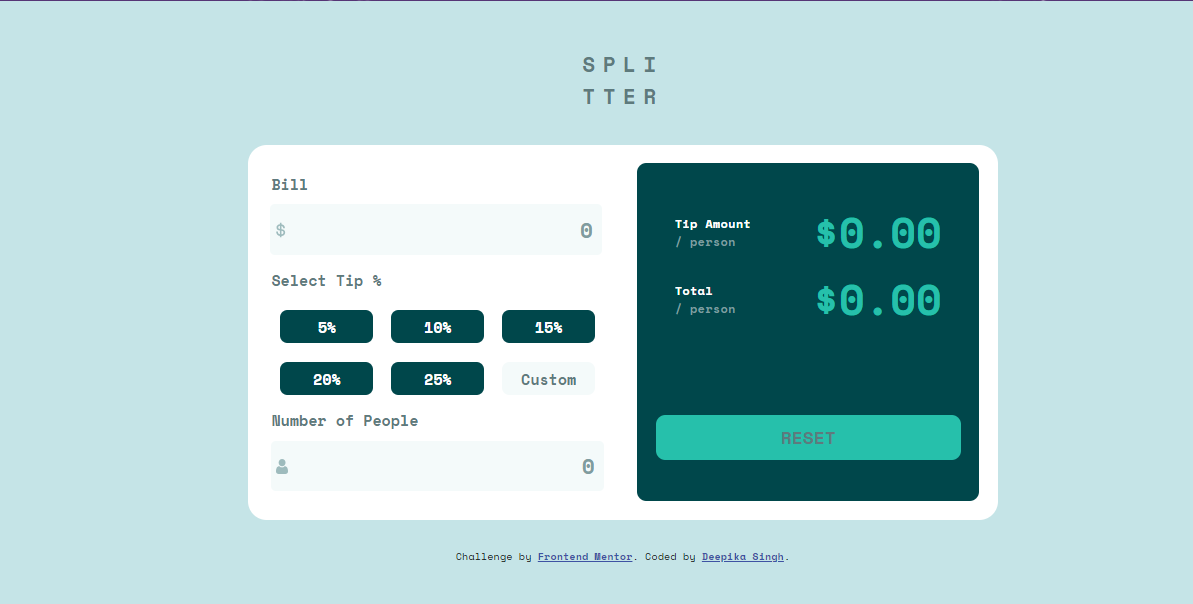 SPLI
TTER
Bill
$ 0
Select Tip %
5% 10% 15%
20% 25% Custom
Number of People
0
Tip Amount
/ person
$0.00
Total
/ person
$0.00
RESET
Challenge by Frontend Mentor. Coded by Deepika Singh.